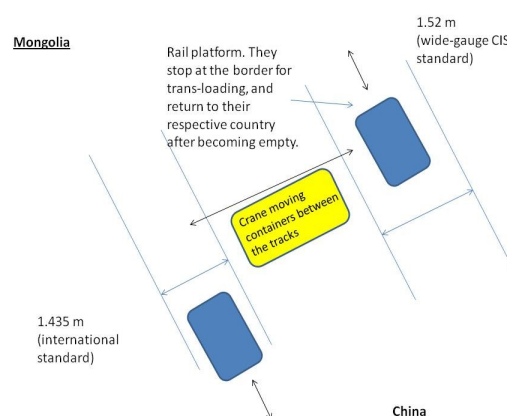 Mongolia
Rail platform. They
stop at the border for
trans-loading, and
return to their
respective country
after becoming empty.
1.52 m
(wide-gauge CIS
standard)
Crane moving
containers between
the tracks
1.435 m
(international
standard)
China